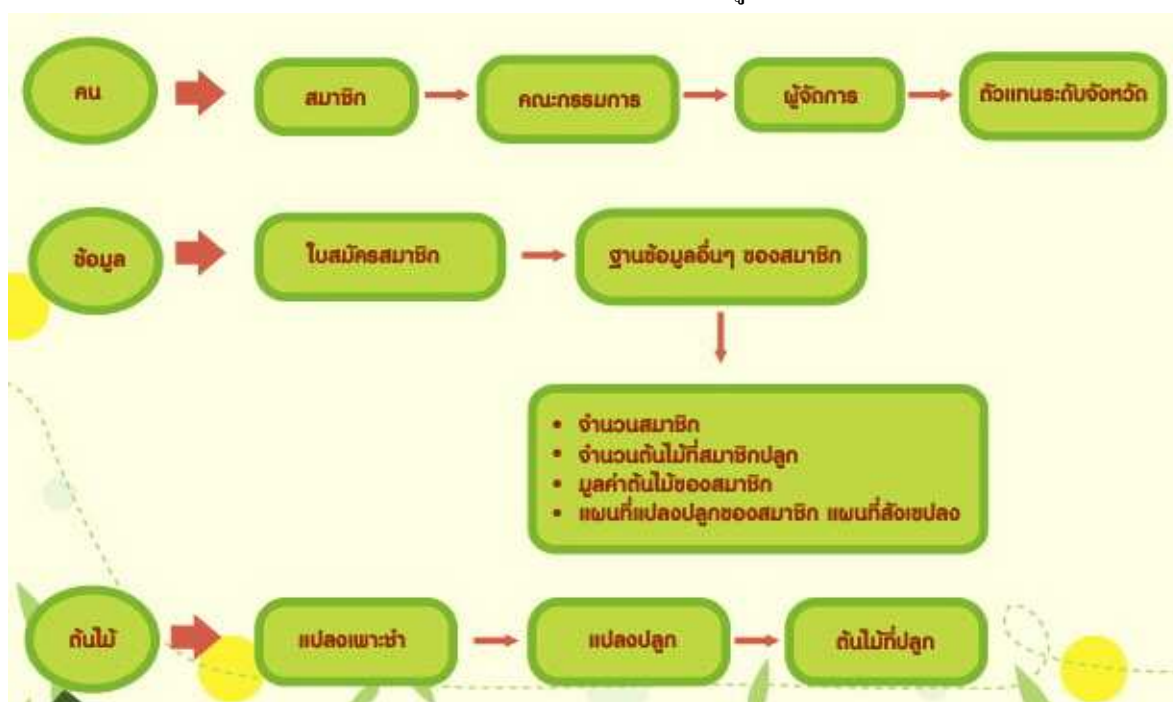 คน
สมาชิก
คณะกรรมการ
ผู้จัดการ
ตัวแทนระดับจังหวัด
ข้อมูล
ใบสมัครสมาชิก
ฐานข้อมูลอื่นๆ ของสมาชิก
• จำนวนสมาชิก
• จำนวนต้นไม้ที่สมาชิกปลูก
• มูลค่าต้นไม้ของสมาชิก
• แผนที่แปลงปลูกของสมาชิก แผนที่สังเขปลง
ต้นไม้
แปลงเพาะชำ
แปลงปลูก
ต้นไม้ที่ปลูก